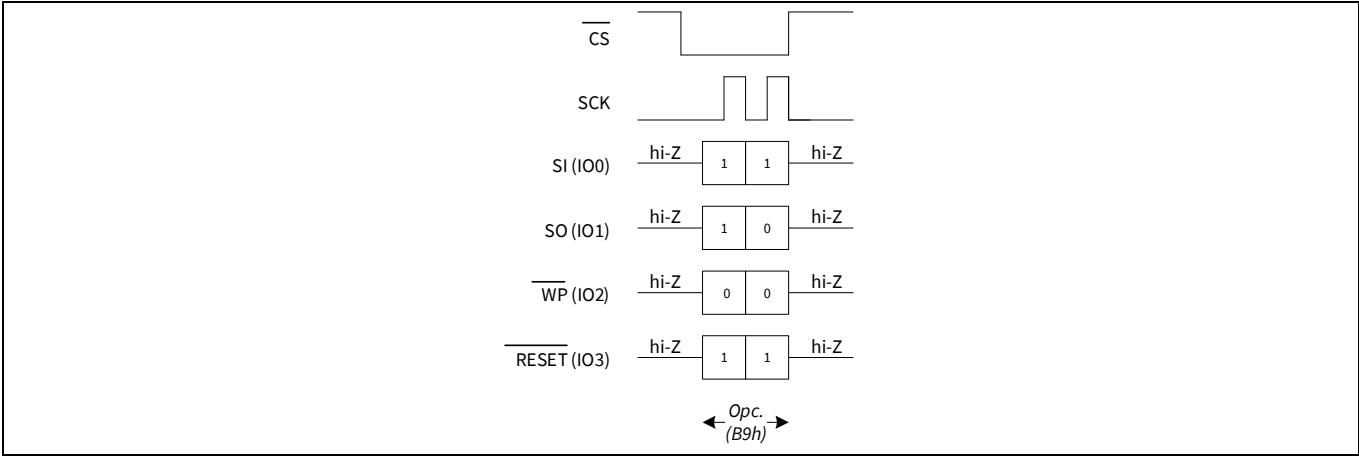 CS
SCK
SI (IO0) hi-Z 1 1 hi-Z
SO (IO1) hi-Z 1 0 hi-Z
WP (IO2) hi-Z 0 0 hi-Z
RESET (IO3) hi-Z 1 1 hi-Z
Opc.
(B9h)